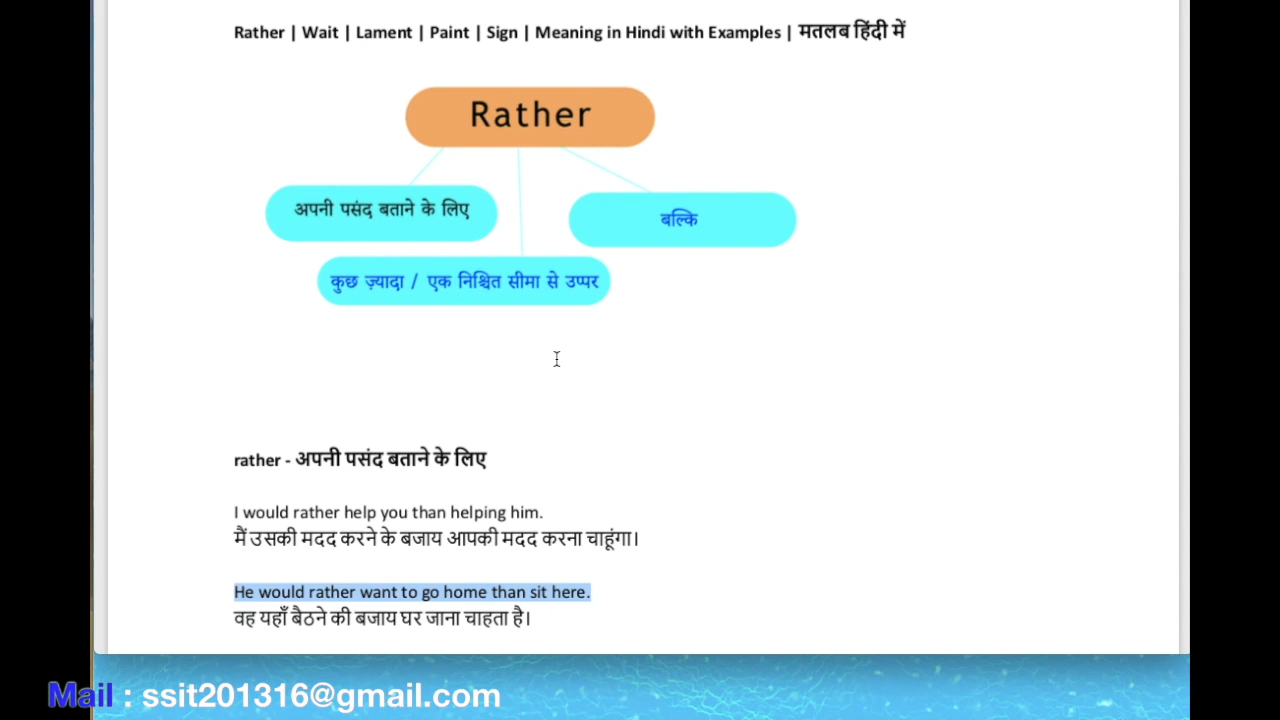 Rather | Wait | Lament | Paint | Sign | Meaning in Hindi with Examples | मतलब हिंदी में
Rather
अपनी पसंद बताने के लिए
बल्कि
कुछ ज़्यादा / एक निश्चित सीमा से उप्पर
rather - अपनी पसंद बताने के लिए
I would rather help you than helping him.
मैं उसकी मदद करने के बजाय आपकी मदद करना चाहूंगा।
He would rather want to go home than sit here.
वह यहाँ बैठने की बजाय घर जाना चाहता है।
Mail : ssit201316@gmail.com